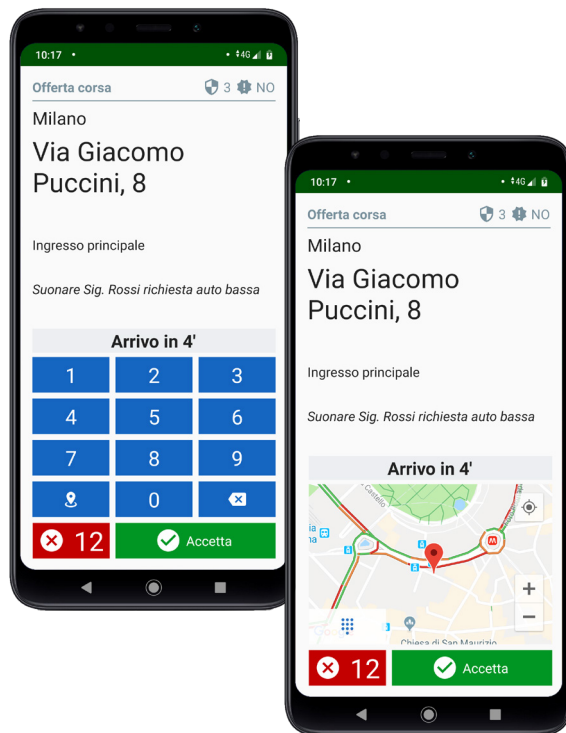 10:17
4G
Offerta corsa 3 NO
Milano
Via Giacomo
Puccini, 8
Ingresso principale
Suonare Sig. Rossi richiesta auto bassa
Arrivo in 4'
1 2 3
4 5 6
7 8 9
0
12 Accetta
10:17
4G
Offerta corsa 3 NO
Milano
Via Giacomo
Puccini, 8
Ingresso principale
Suonare Sig. Rossi richiesta auto bassa
Arrivo in 4'
Castello
M
+
−
Chiesa di San Maurizio
12 Accetta